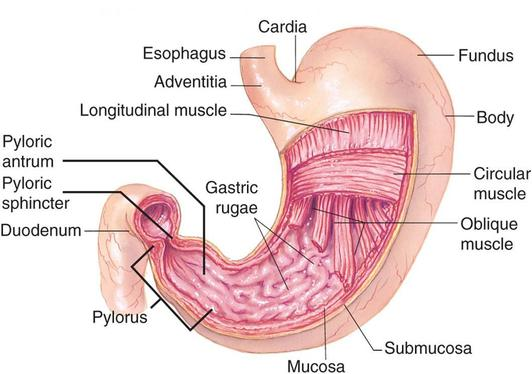 Cardia
Esophagus
Fundus
Adventitia
Longitudinal muscle
Body
Pyloric
antrum
Pyloric
sphincter
Gastric
rugae
Circular
muscle
Duodenum
Oblique
muscle
Pylorus
Submucosa
Mucosa